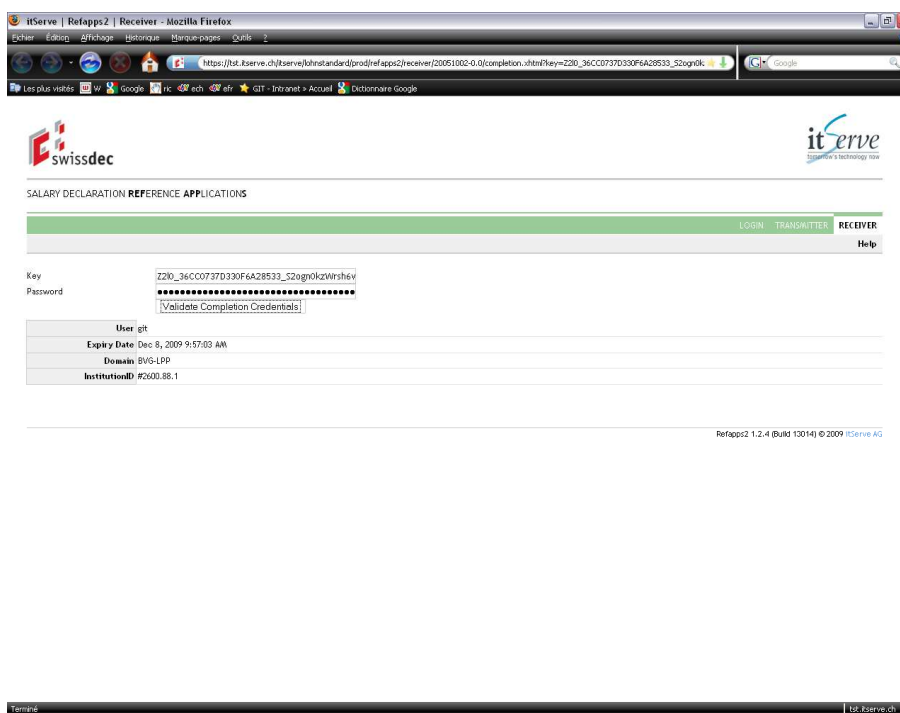 itServe | Refapps2 | Receiver - Mozilla Firefox
Fichier Édition Affichage Historique Marque-pages Outils ?
https://tst.itserve.ch/itserve/lohnstandard/prod/refapps2/receiver/20051002-0.0/completion.xhtml?key=Z2l0_36CC0737D330F6A28533_S2ogn0k
Google
Les plus visités W Google ric ech efr GIT - Intranet » Accueil Dictionnaire Google
swissdec
itServe
tomorrow's technology now
SALARY DECLARATION REFERENCE APPLICATIONS
LOGIN TRANSMITTER RECEIVER
Help
Key Z2l0_36CC0737D330F6A28533_S2ogn0kzWrsh6v
Password
Validate Completion Credentials
User git
Expiry Date Dec 8, 2009 9:57:03 AM
Domain BVG-LPP
InstitutionID #2600.88.1
Refapps2 1.2.4 (Build 13014) © 2009 itServe AG
Terminé tst.itserve.ch